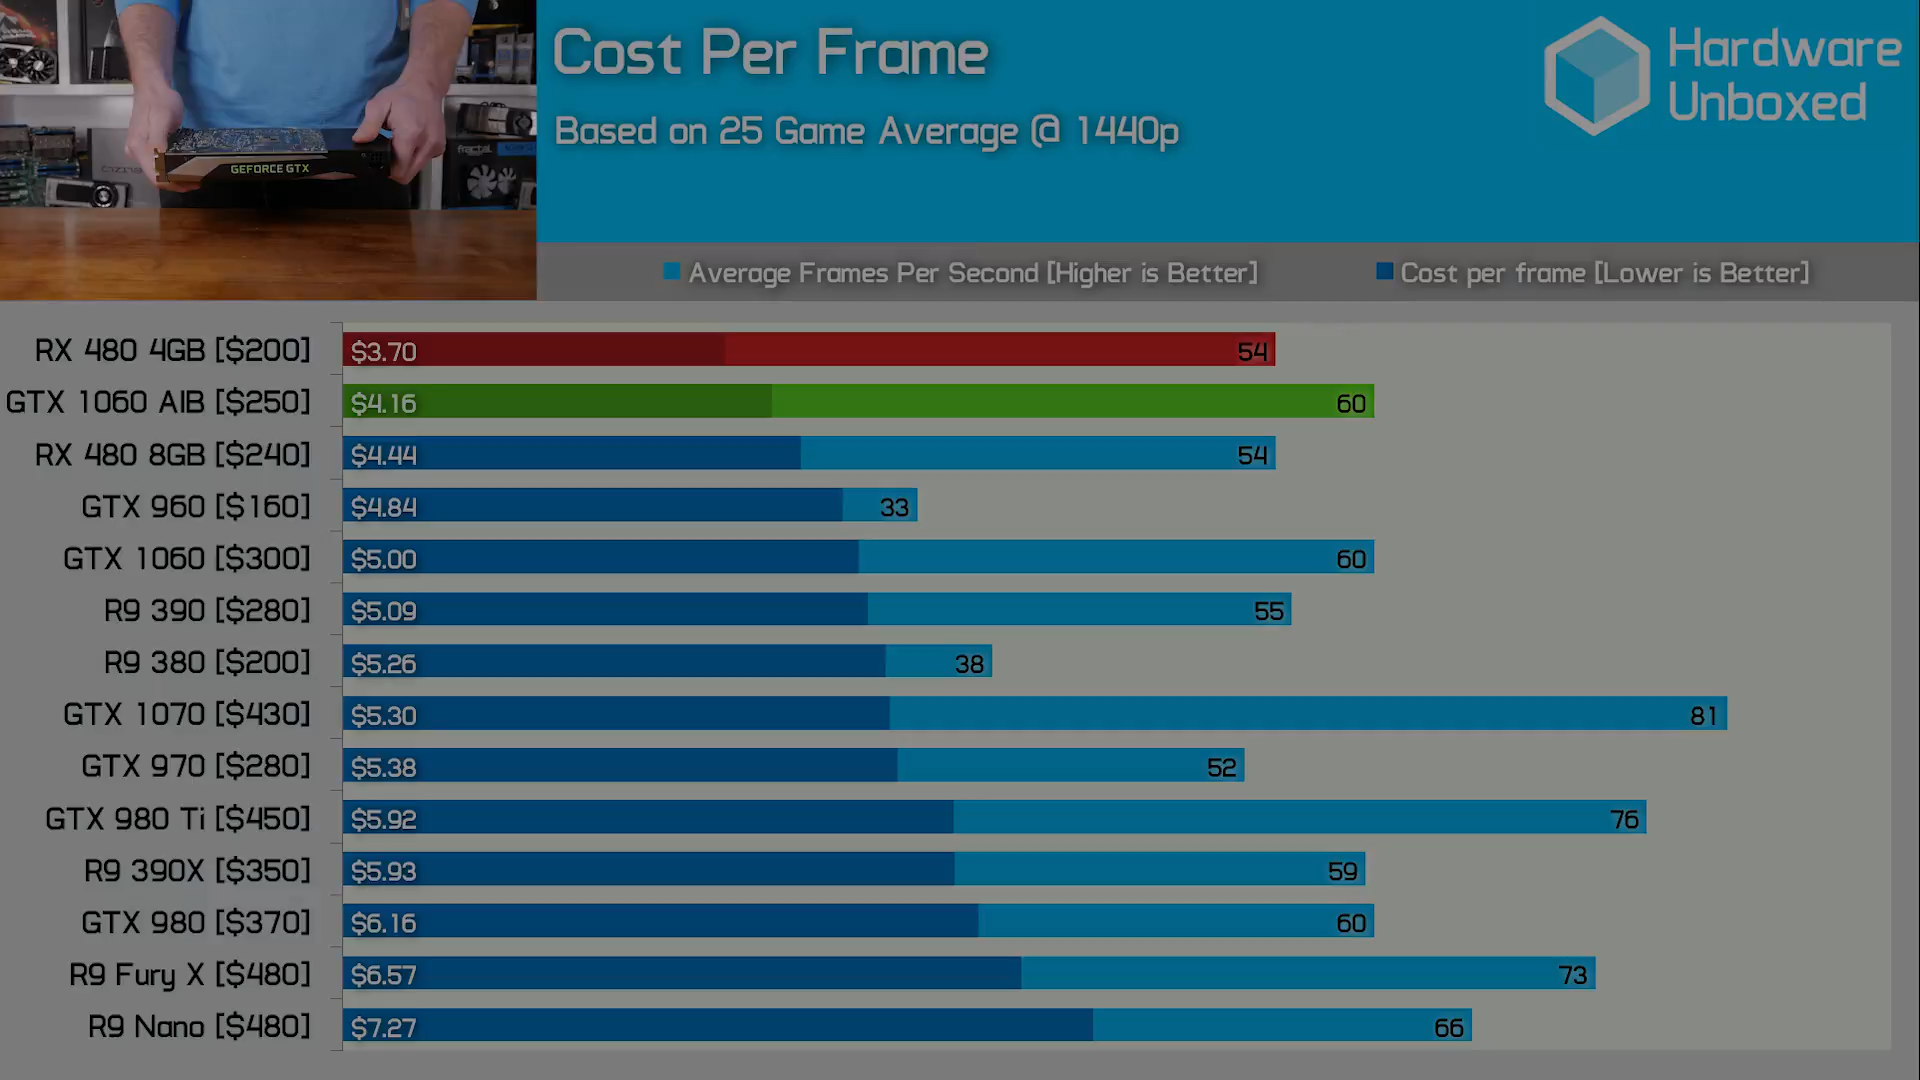 Cost Per Frame
Based on 25 Game Average @ 1440p
Hardware
Unboxed
GEFORCE GTX
fractal
Average Frames Per Second [Higher is Better]
Cost per frame [Lower is Better]
RX 480 4GB [$200] $3.70 54
GTX 1060 AIB [$250] $4.16 60
RX 480 8GB [$240] $4.44 54
GTX 960 [$160] $4.84 33
GTX 1060 [$300] $5.00 60
R9 390 [$280] $5.09 55
R9 380 [$200] $5.26 38
GTX 1070 [$430] $5.30 81
GTX 970 [$280] $5.38 52
GTX 980 Ti [$450] $5.92 76
R9 390X [$350] $5.93 59
GTX 980 [$370] $6.16 60
R9 Fury X [$480] $6.57 73
R9 Nano [$480] $7.27 66